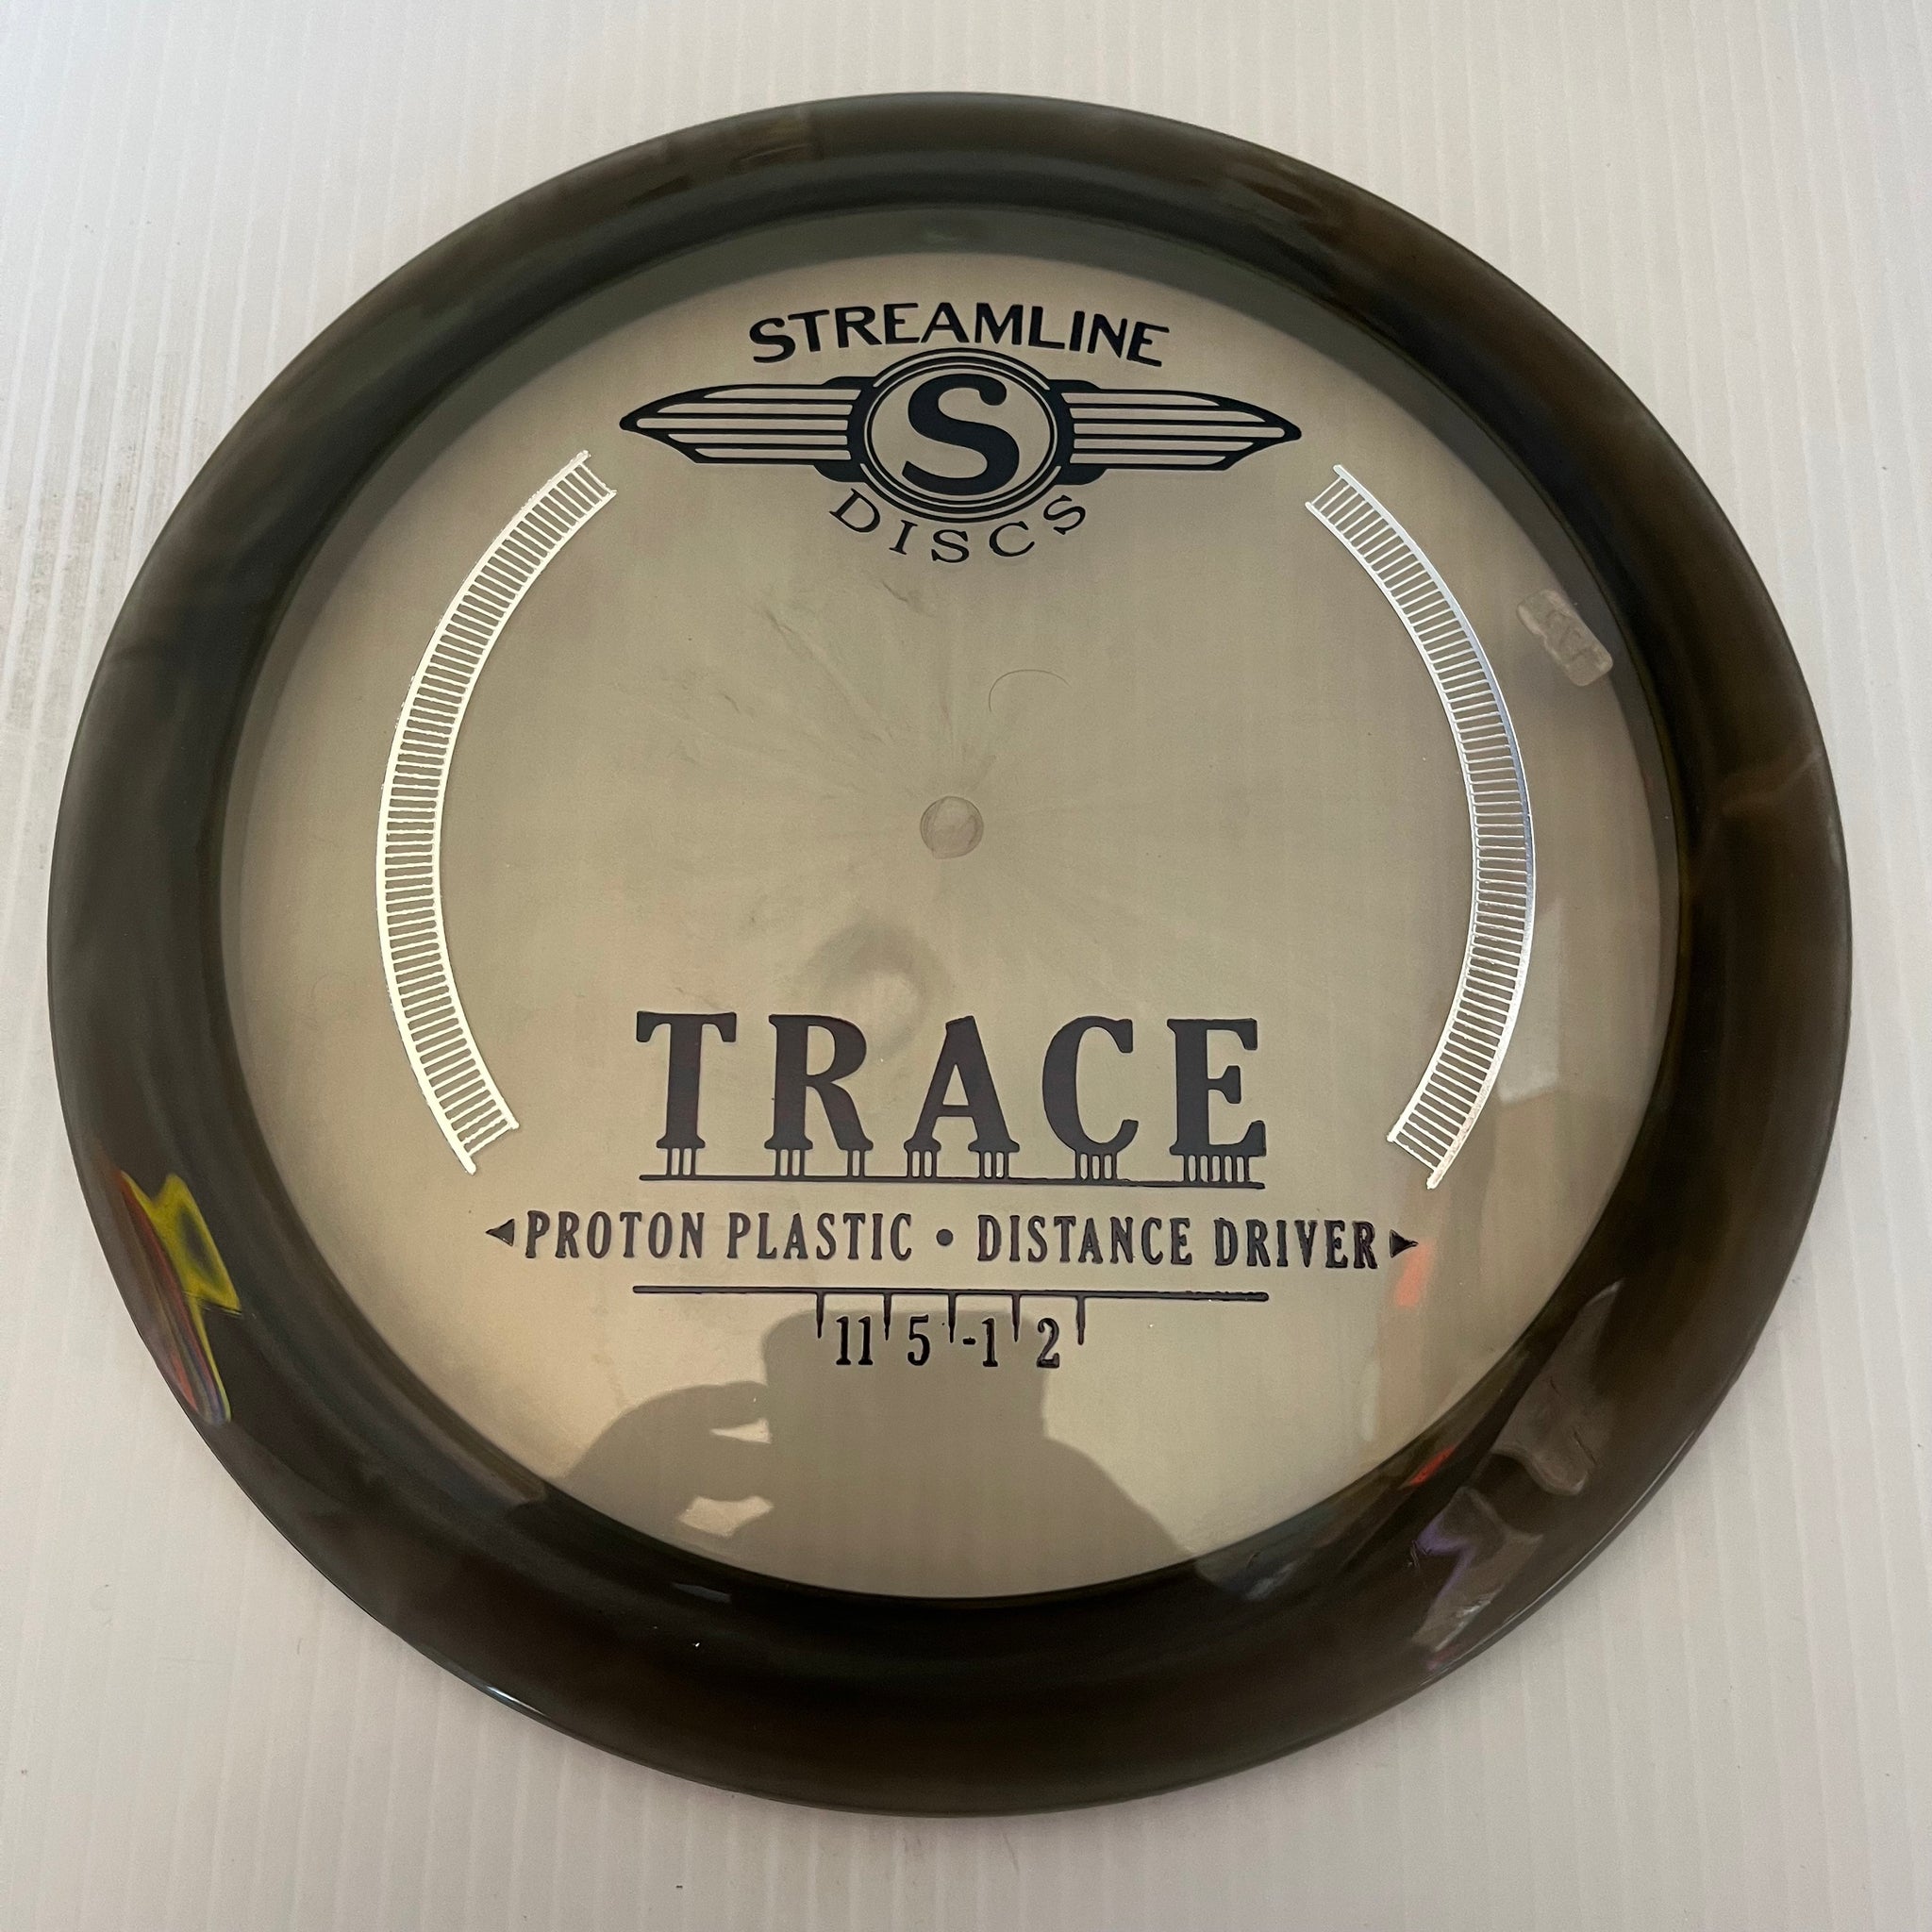 STREAMLINE
S
DISCS
TRACE
PROTON PLASTIC • DISTANCE DRIVER
11 5 -1 2